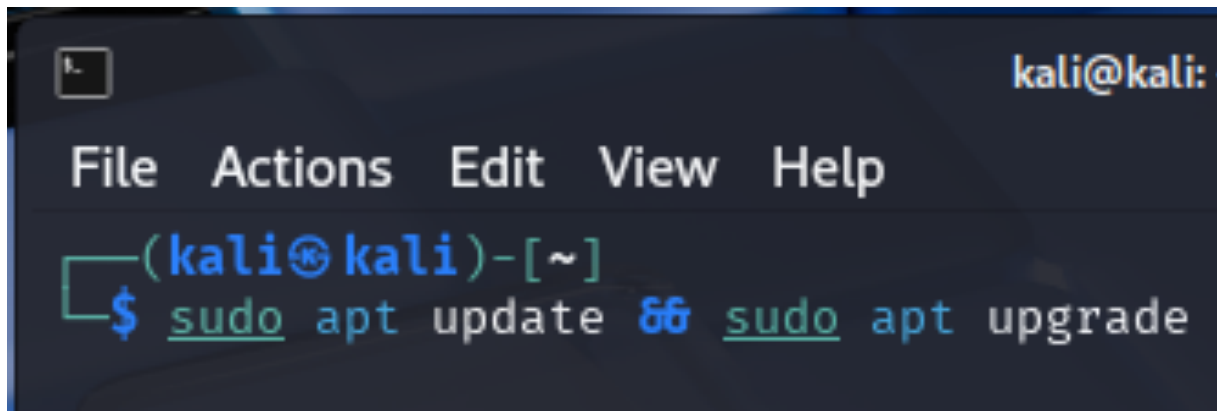 kali@kali:
File Actions Edit View Help
┌──(kali㉿kali)-[~]
└─$ sudo apt update && sudo apt upgrade